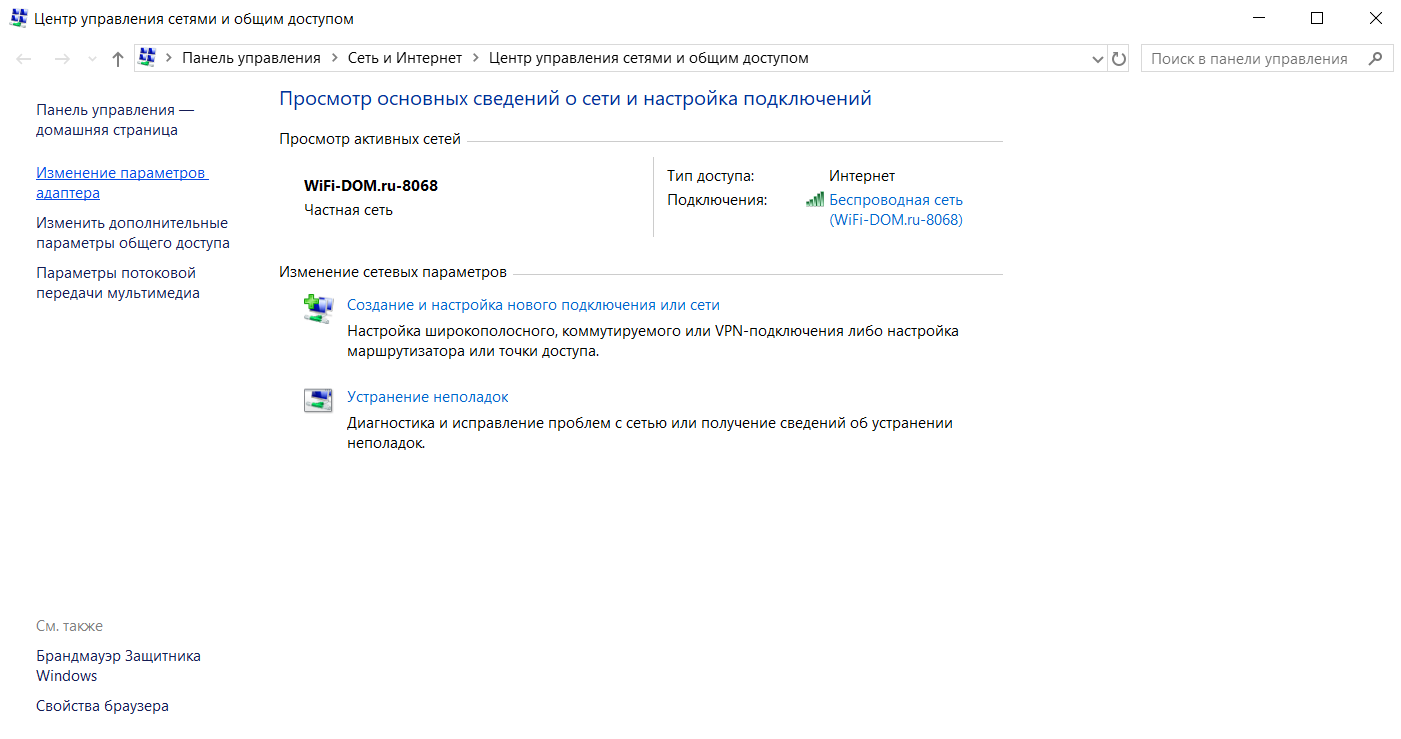 Центр управления сетями и общим доступом
Панель управления
Сеть и Интернет
Центр управления сетями и общим доступом
Поиск в панели управления
Панель управления —
домашняя страница
Изменение параметров
адаптера
Изменить дополнительные
параметры общего доступа
Параметры потоковой
передачи мультимедиа
Просмотр основных сведений о сети и настройка подключений
Просмотр активных сетей
WiFi-DOM.ru-8068
Частная сеть
Тип доступа: Интернет
Подключения: Беспроводная сеть
(WiFi-DOM.ru-8068)
Изменение сетевых параметров
Создание и настройка нового подключения или сети
Настройка широкополосного, коммутируемого или VPN-подключения либо настройка
маршрутизатора или точки доступа.
Устранение неполадок
Диагностика и исправление проблем с сетью или получение сведений об устранении
неполадок.
См. также
Брандмауэр Защитника
Windows
Свойства браузера